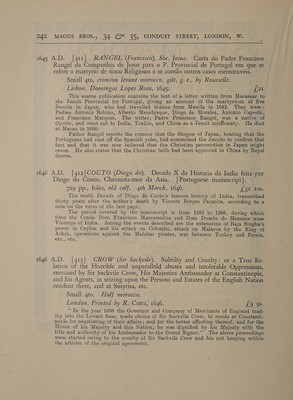 242 MAGGS BROS., 34 & 35, CONDUIT STREET, LONDON, W.
1645 A.D. [411] RANGEL (Francisco), Soc. Jesus. Carta do Padre Francisco
Rangel da Companhia de Jesus para o P. Provincial de Portugal em que se
refere o martyrio de sinco Religiosos e se contão outros casos memoraveis.
Small 4to, crimson levant morocco, gilt, g. e., by Rousselle.
Lisbon, Domingos Lopes Rosa, 1645. £21
This scarce publication contains the text of a letter written from Macassar to
the Jesuit Provincial for Portugal, giving an account of the martyrdom of five
Jesuits in Japan, who had travelled thither from Manila in 1643. They were:
Padres Antonio Robino, Albert Mexinsqui, Diogo de Morales, Antonio Capechi,
and Francisco Marques. The writer, Padre Francisco Rangel, was a native of
Oporto, and went out to India, Tonkin, and China as a Jesuit missionary. He died
at Macao in 1660.
Father Rangel reports the rumour that the Shogun of Japan, hearing that the
Portuguese had cast off the Spanish yoke, had summoned the Jesuits to confirm that
fact and that it was now believed that the Christian persecution in Japan might
cease. He also states that the Christian faith had been approved in China by Royal
decree.
1646 A.D. [412] COUTO (Diogo do). Decada X da Historia da India feita por
Diogo do Couto, Chronista-mor da Asia. [Portuguese manuscript].
729 pp., folio, old calf. 4th March, 1646. £31 10s.
The tenth Decade of Diogo do Couto's famous history of India, transcribed
thirty years after the author's death by Vicente Borges Paçanha, according to a
note on the cover of the last page.
The period covered by the manuscript is from 1581 to 1588, during which
time the Conde Dom Francisco Mascarenhas and Dom Duarte de Menezes were
Viceroys of India. Among the events described are the extension of Raja Singha's
power in Ceylon and his attack on Colombo, attack on Malacca by the King of
Achin, operations against the Molabar pirates, war between Turkey and Persia,
etc., etc.
1646 A.D. [413] CROW (Sir Sackvile). Subtility and Cruelty: or a True Re-
lation of the Horrible and unparalleld abuses and intolerable Oppressions,
exercised by Sir Sackvile Crow, His Majesties Ambassador at Constantinople,
and his Agents, in seizing upon the Persons and Estates of the English Nation
resident there, and at Smyrna, etc.
Small 4to. Half morocco.
London, Printed by R. Cotes, 1646. £9 9s.
"In the year 1638 the Governor and Company of Merchants of England trad-
ing into the Levant Seas, made choice of Sir Sackvile Crow, to reside at Constanti-
nople for negotiating of their affairs; and for the better effecting thereof, and for the
Honor of his Majesty and this Nation, he was dignified by his Majesty with the
title and authority of his Ambassador to the Grand Signor." The above proceedings
were started owing to the cruelty of Sir Sackvile Crow and his not keeping within
the articles of the original agreement.